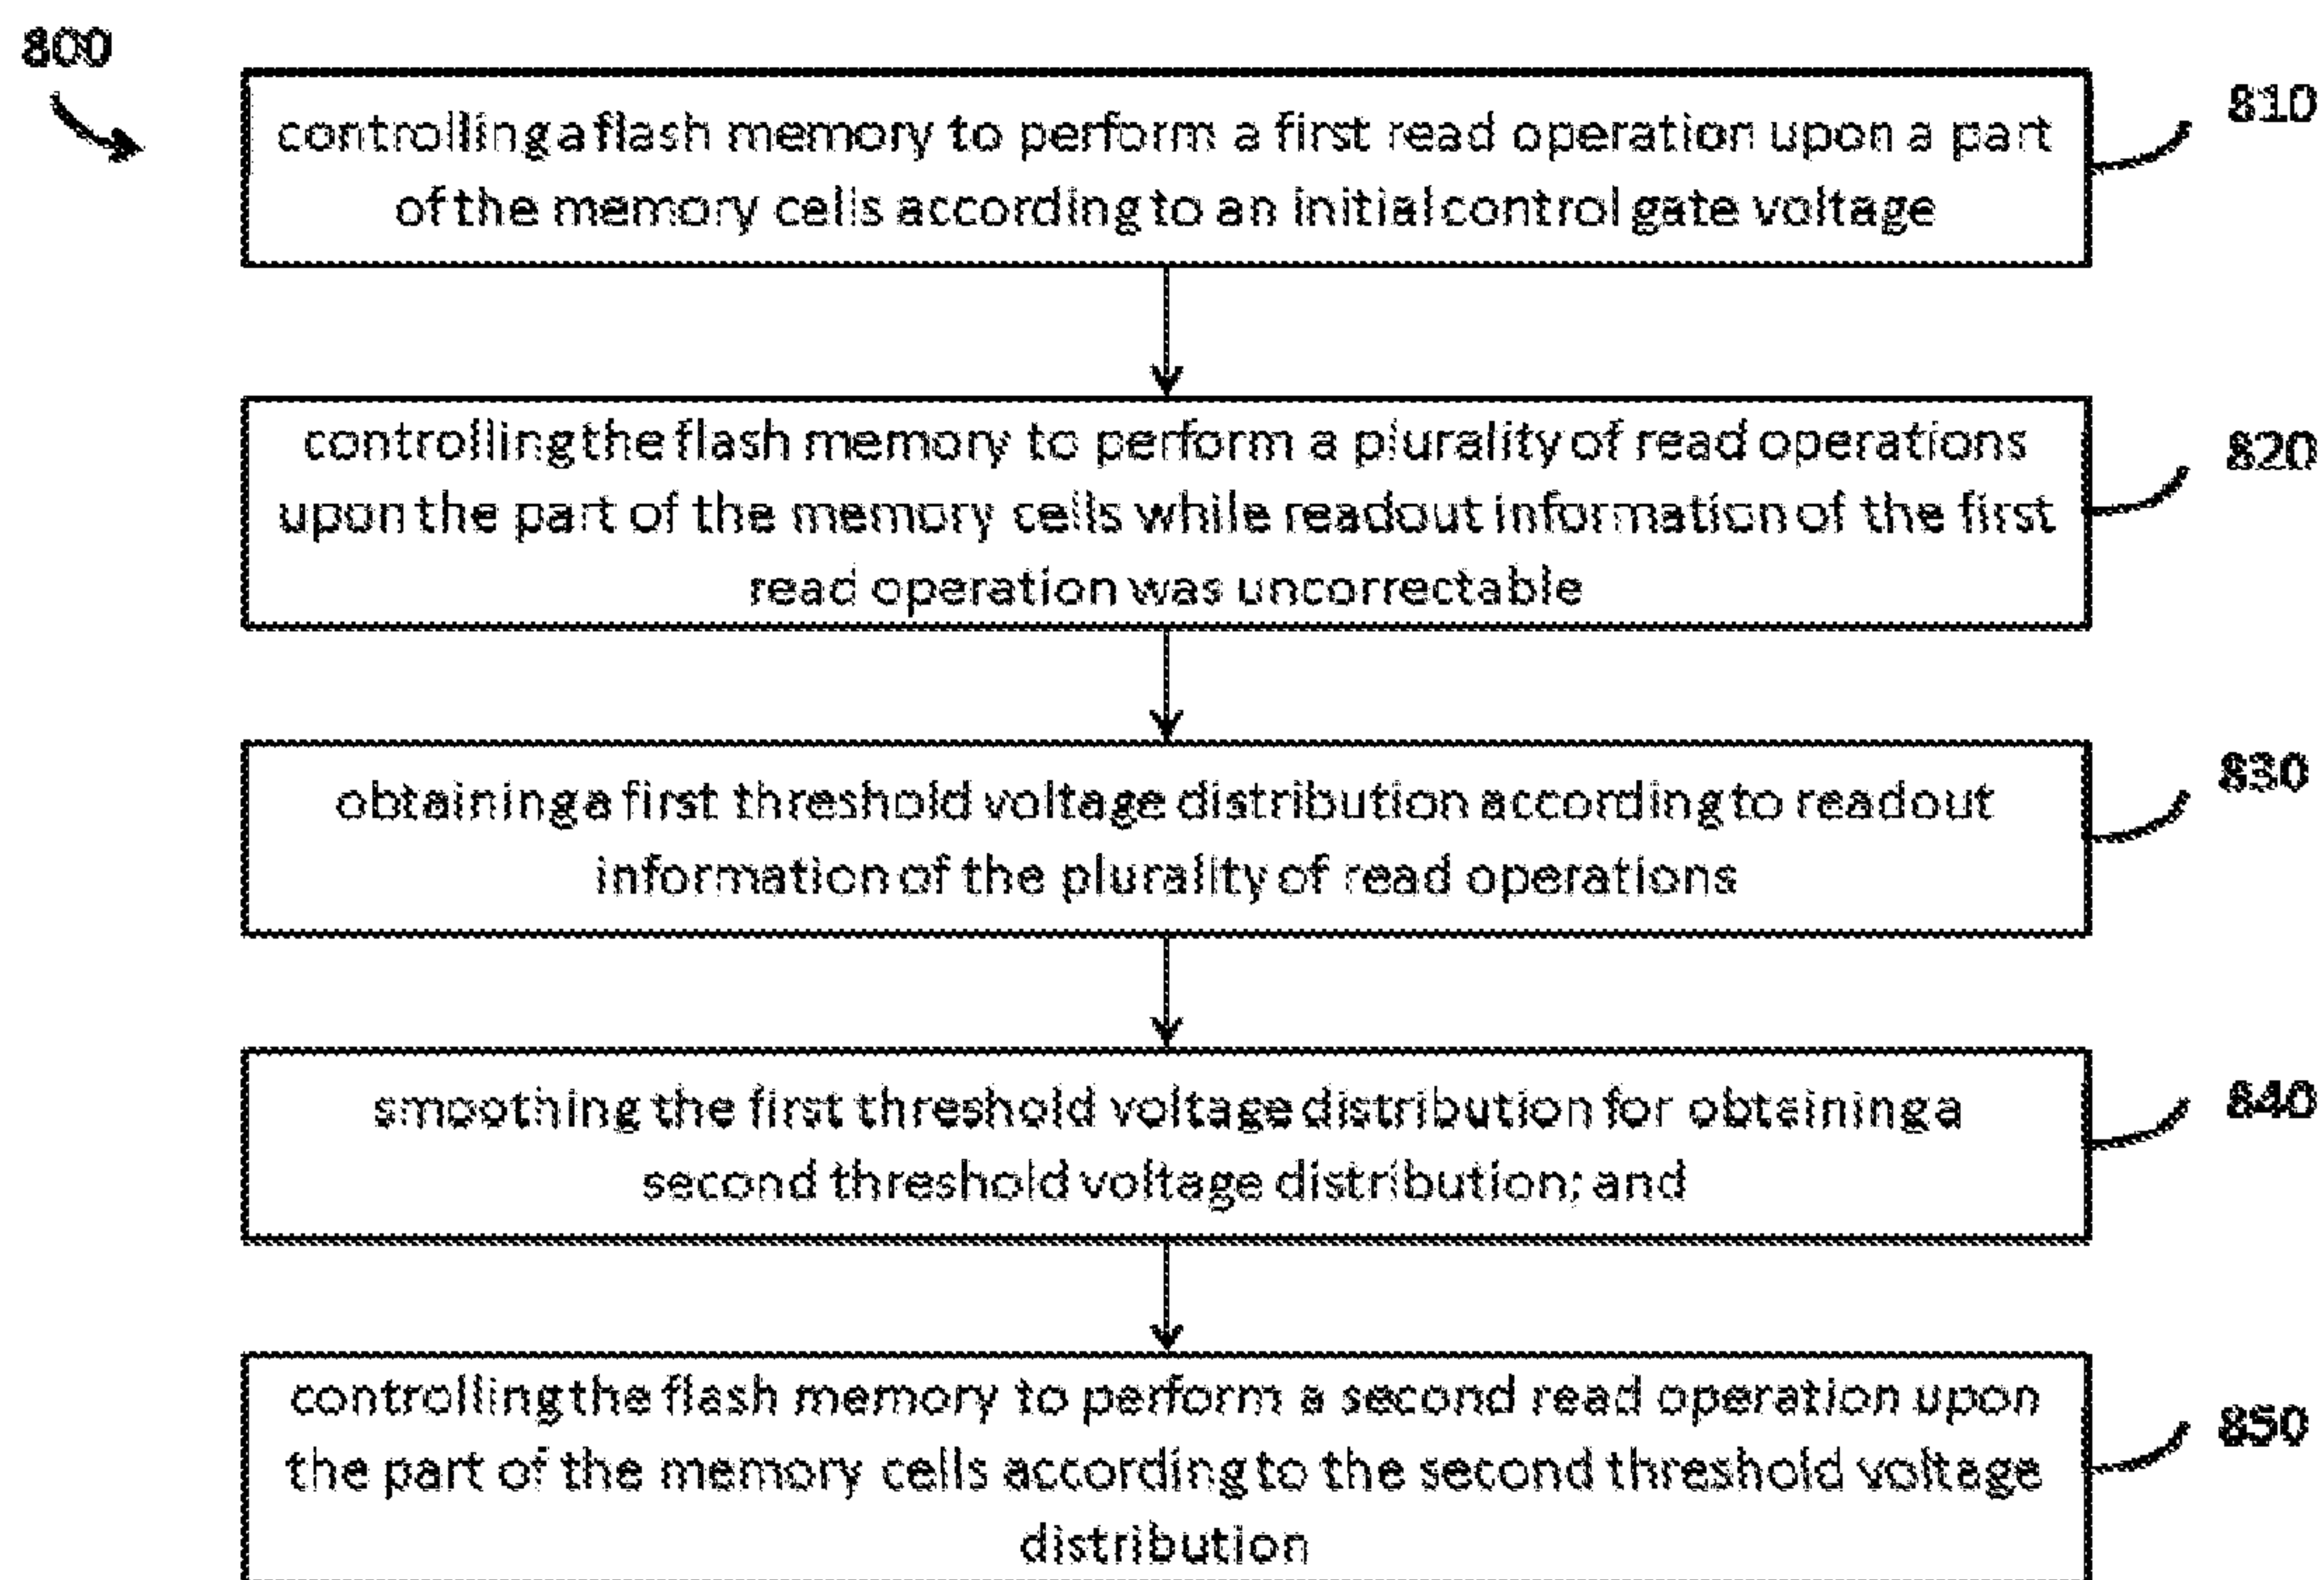 800
controlling a flash memory to perform a first read operation upon a part
810
of the memory cells according to an initial control gate voltage
controlling the flash memory to perform a plurality of read operations
820
upon the part of the memory cells while readout information of the first
read operation was uncorrectable
obtaining a first threshold voltage distribution according to readout
830
information of the plurality of read operations
smoothing the first threshold voltage distribution for obtaining a
840
second threshold voltage distribution; and
controlling the flash memory to perform a second read operation upon
850
the part of the memory cells according to the second threshold voltage
distribution